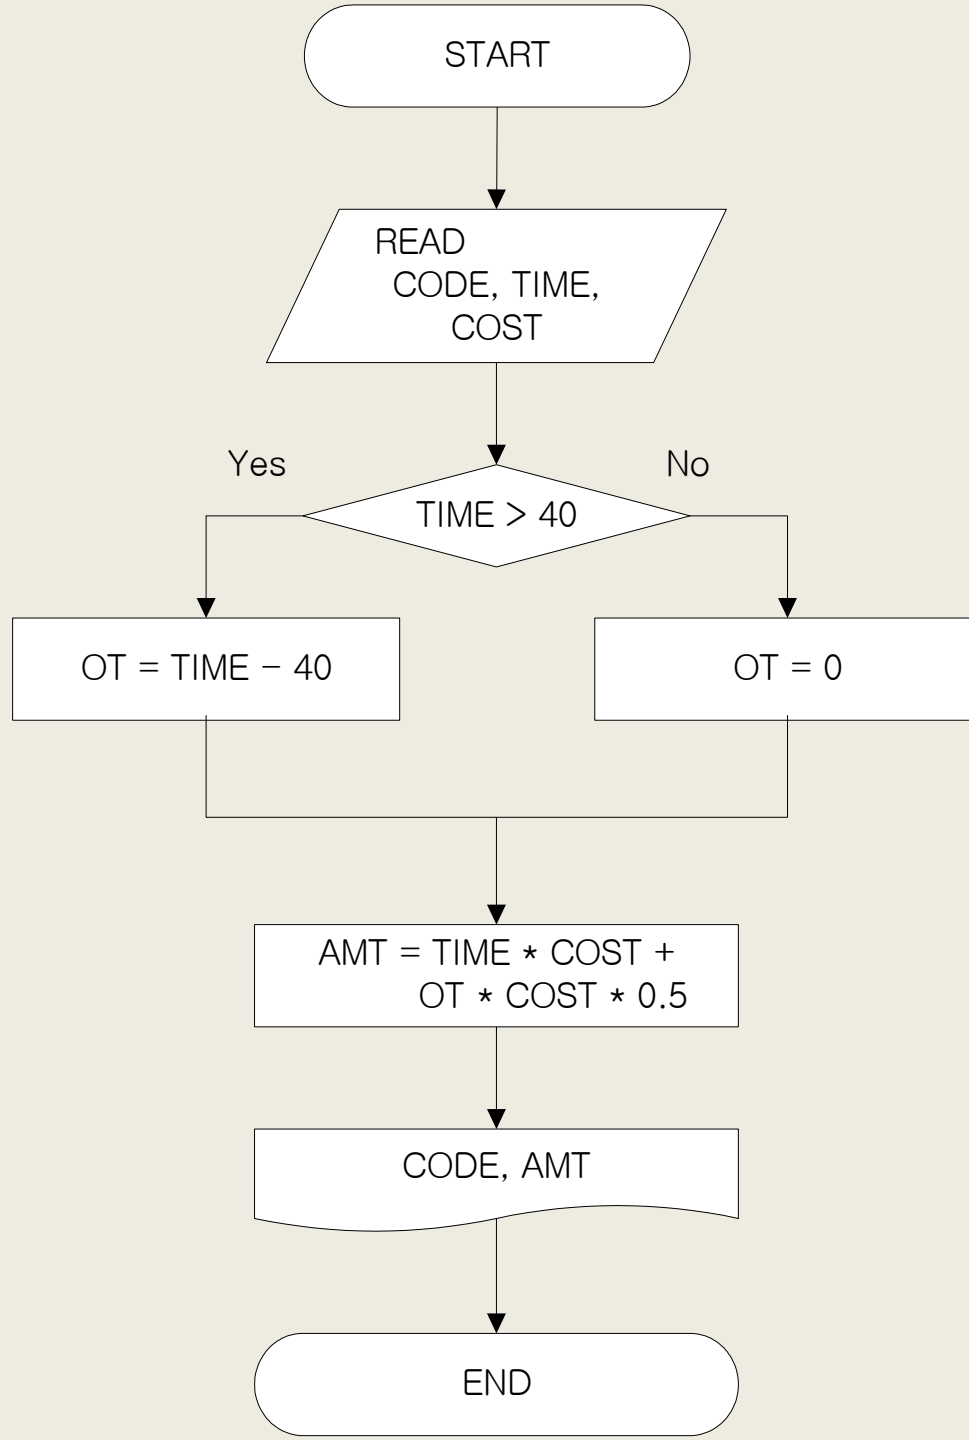 START
READ
CODE, TIME,
COST
Yes
No
TIME > 40
OT = TIME - 40
OT = 0
AMT = TIME * COST +
OT * COST * 0.5
CODE, AMT
END